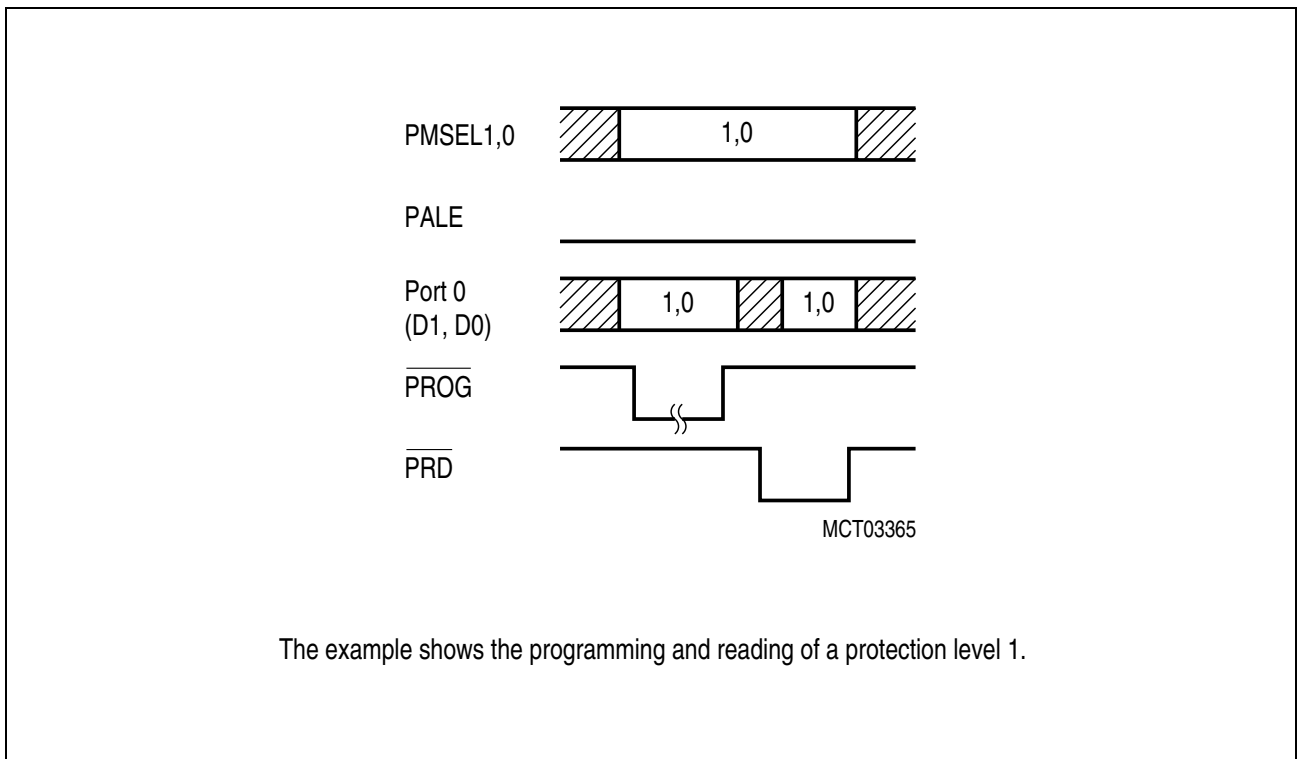 PMSEL1,0
1,0
PALE
Port 0
(D1, D0)
1,0
1,0
PROG
PRD
MCT03365
The example shows the programming and reading of a protection level 1.